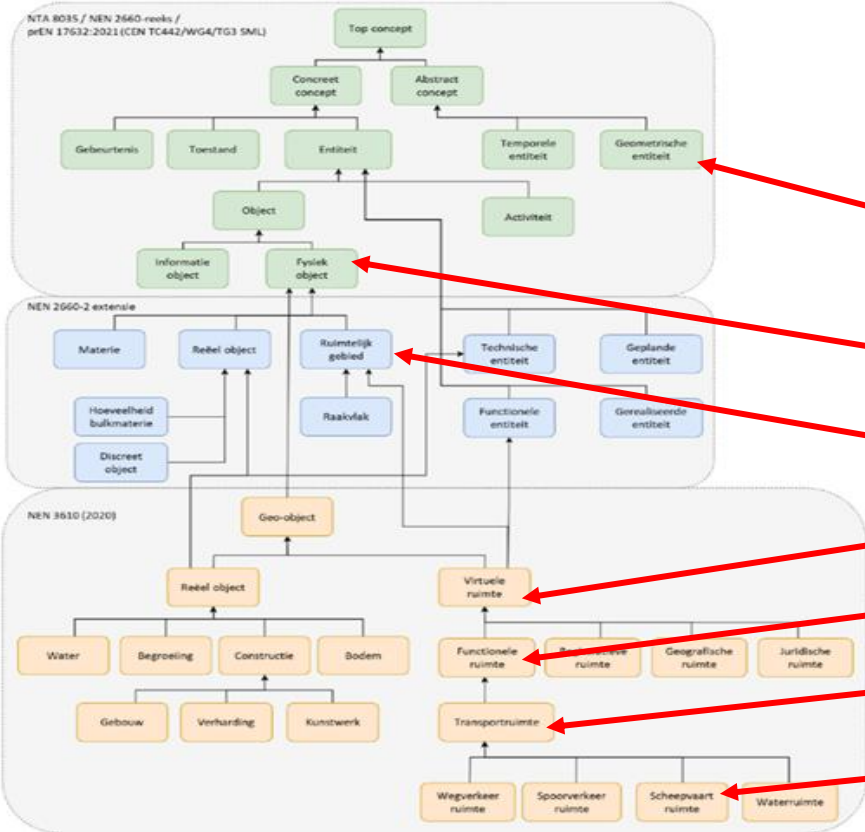 NTA 8035 / NEN 2660-reeks /
prEN 17632:2021 (CEN TC442/WG4/TG3 SML)
Top concept
Concreet
concept
Abstract
concept
Gebeurtenis
Toestand
Entiteit
Temporele
entiteit
Geometrische
entiteit
Object
Activiteit
Informatie
object
Fysiek
object
NEN 2660-2 extensie
Materie
Reëel object
Ruimtelijk
gebied
Technische
entiteit
Geplande
entiteit
Hoeveelheid
bulkmaterie
Raakvlak
Functionele
entiteit
Gerealiseerde
entiteit
Discreet
object
NEN 3610 (2020)
Geo-object
Reëel object
Virtuele
ruimte
Water
Begroeiing
Constructie
Bodem
Functionele
ruimte
ruimte
Geografische
ruimte
Juridische
ruimte
Gebouw
Verharding
Kunstwerk
Transportruimte
Wegverkeer
ruimte
Spoorverkeer
ruimte
Scheepvaart
ruimte
Waterruimte